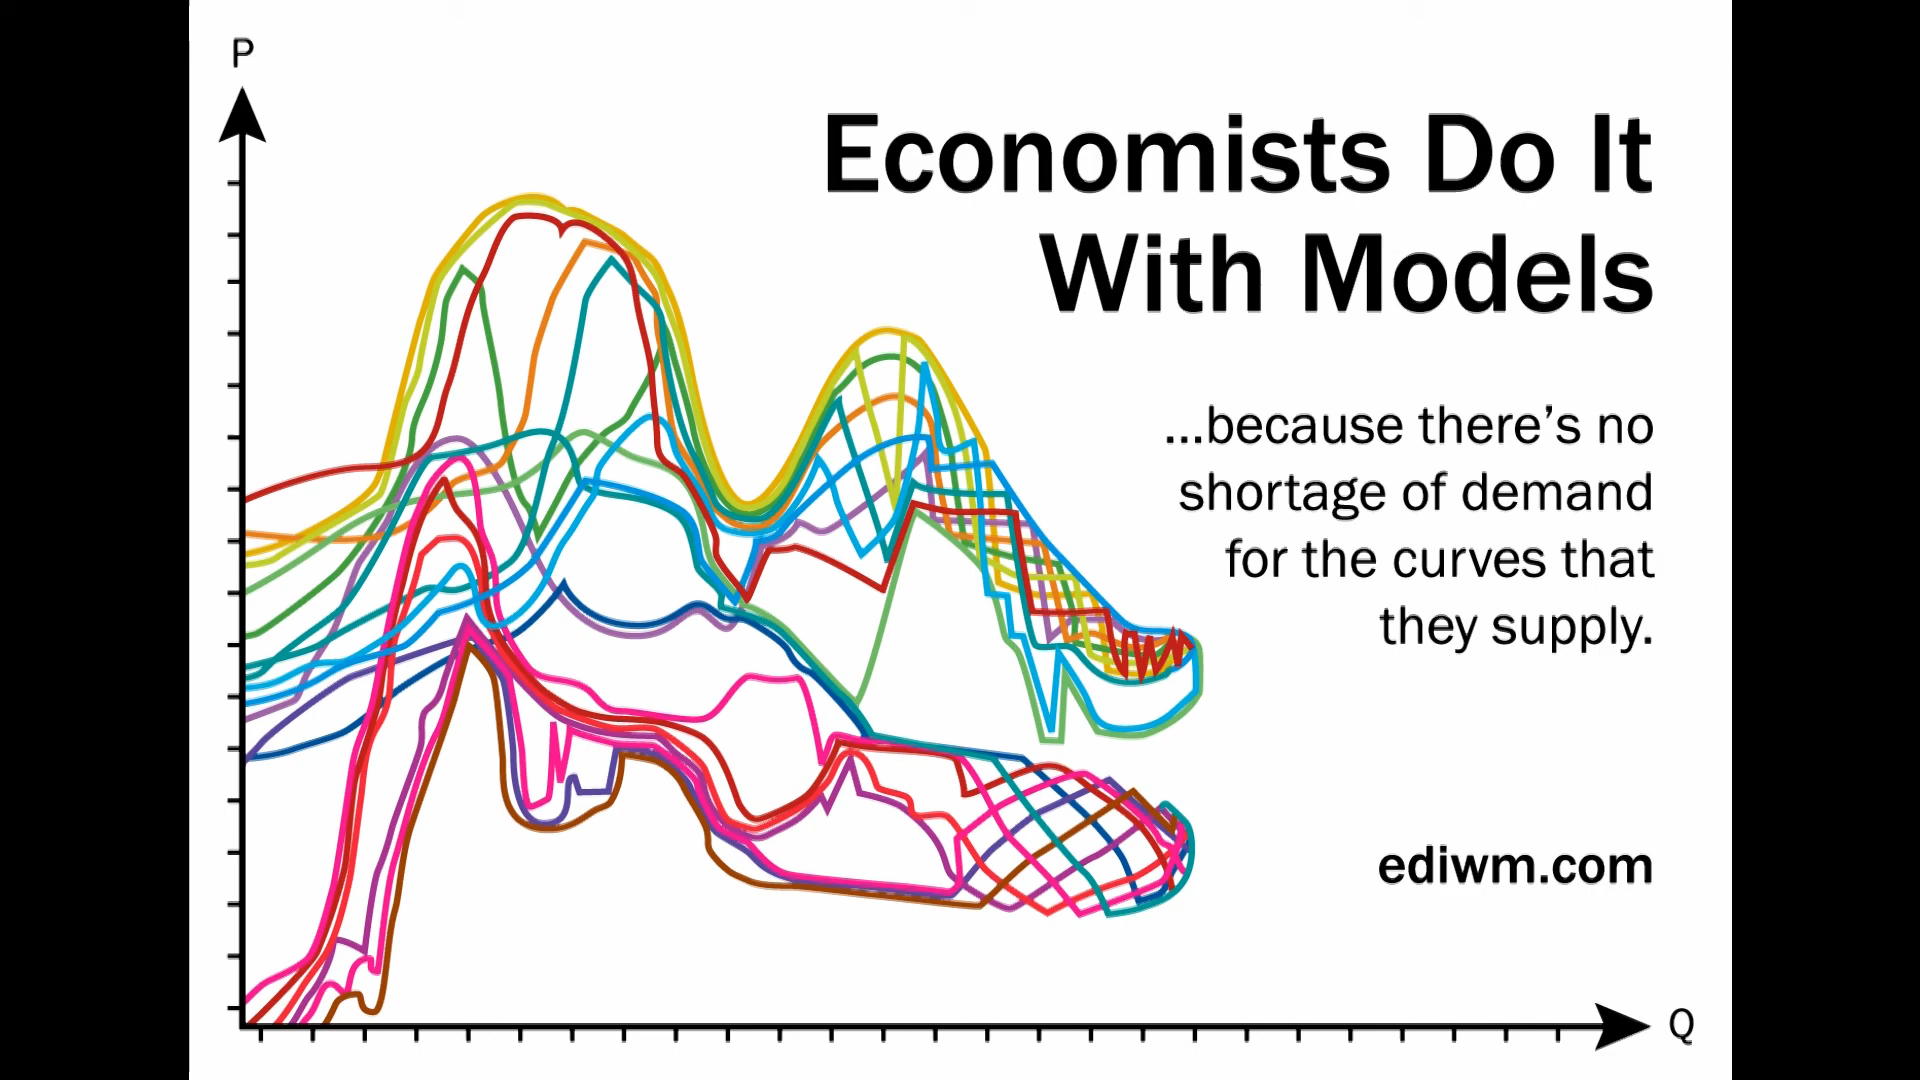 P
Economists Do It
With Models
...because there’s no
shortage of demand
for the curves that
they supply.
ediwm.com
Q